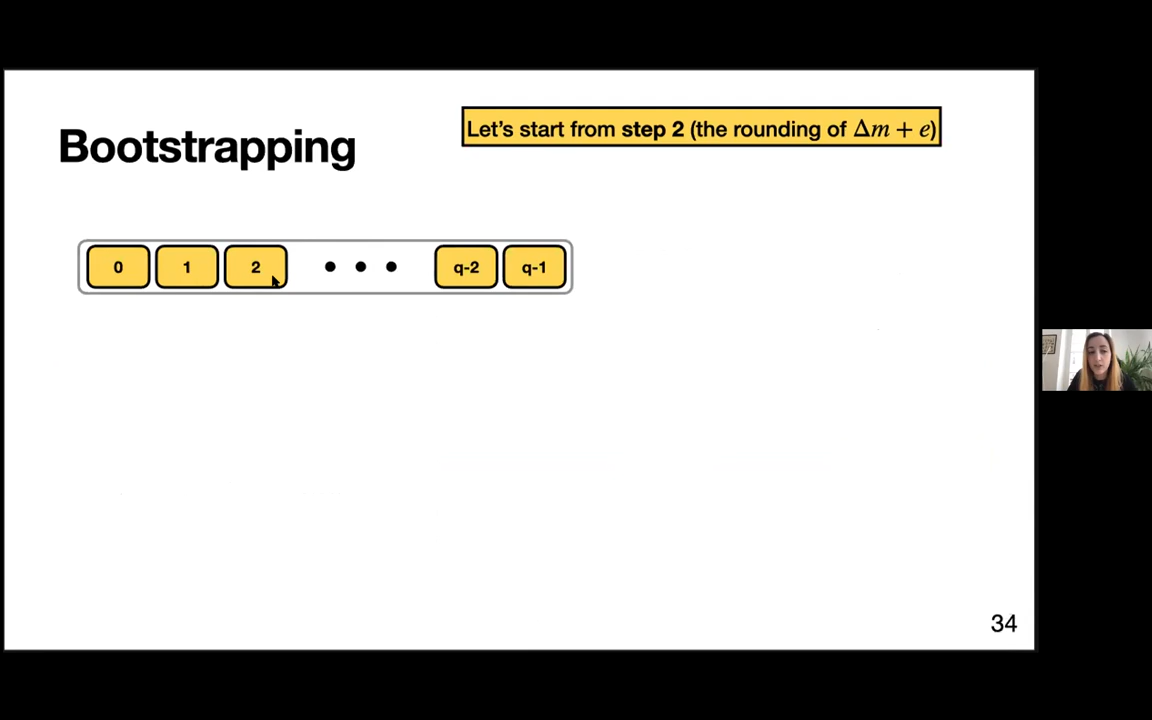 Bootstrapping
Let's start from step 2 (the rounding of Δm + e)
0 1 2 • • • q-2 q-1
34